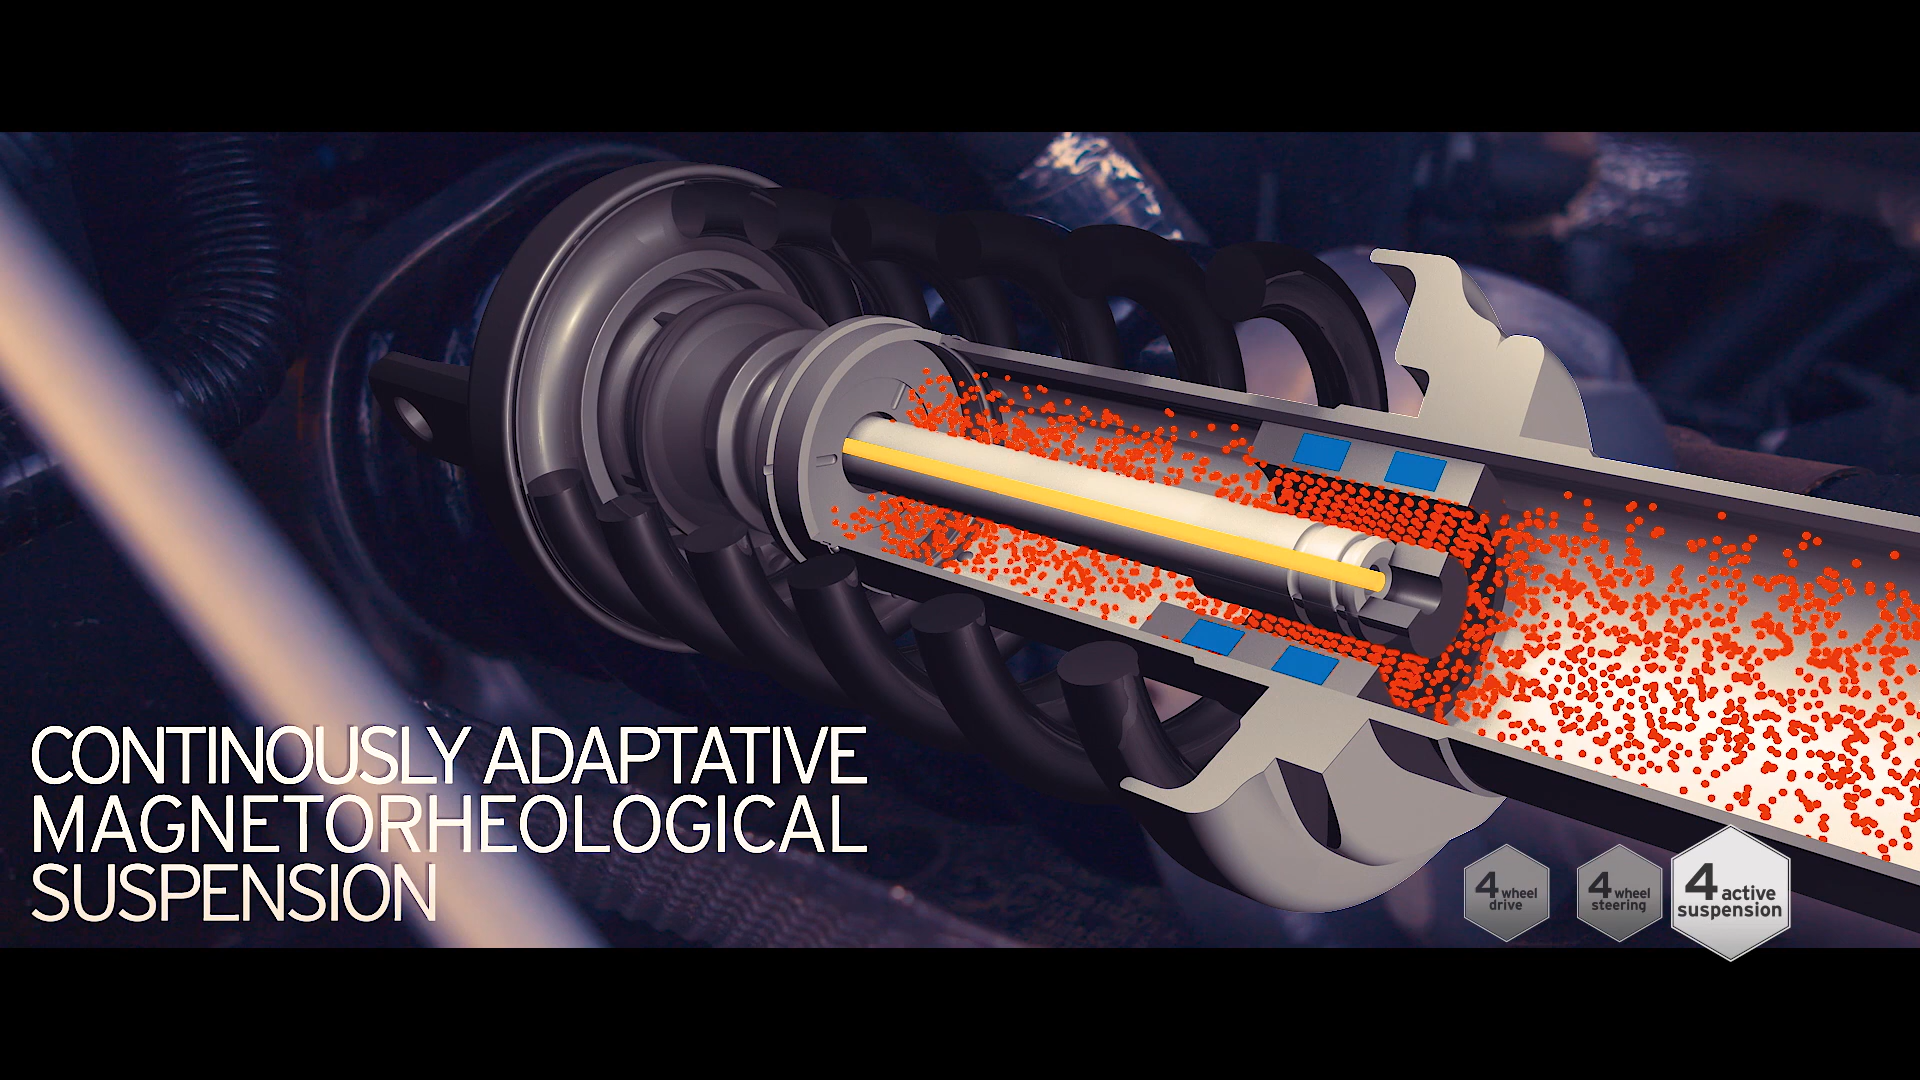 CONTINOUSLY ADAPTATIVE
MAGNETORHEOLOGICAL
SUSPENSION
4 wheel
drive
4 wheel
steering
4 active
suspension